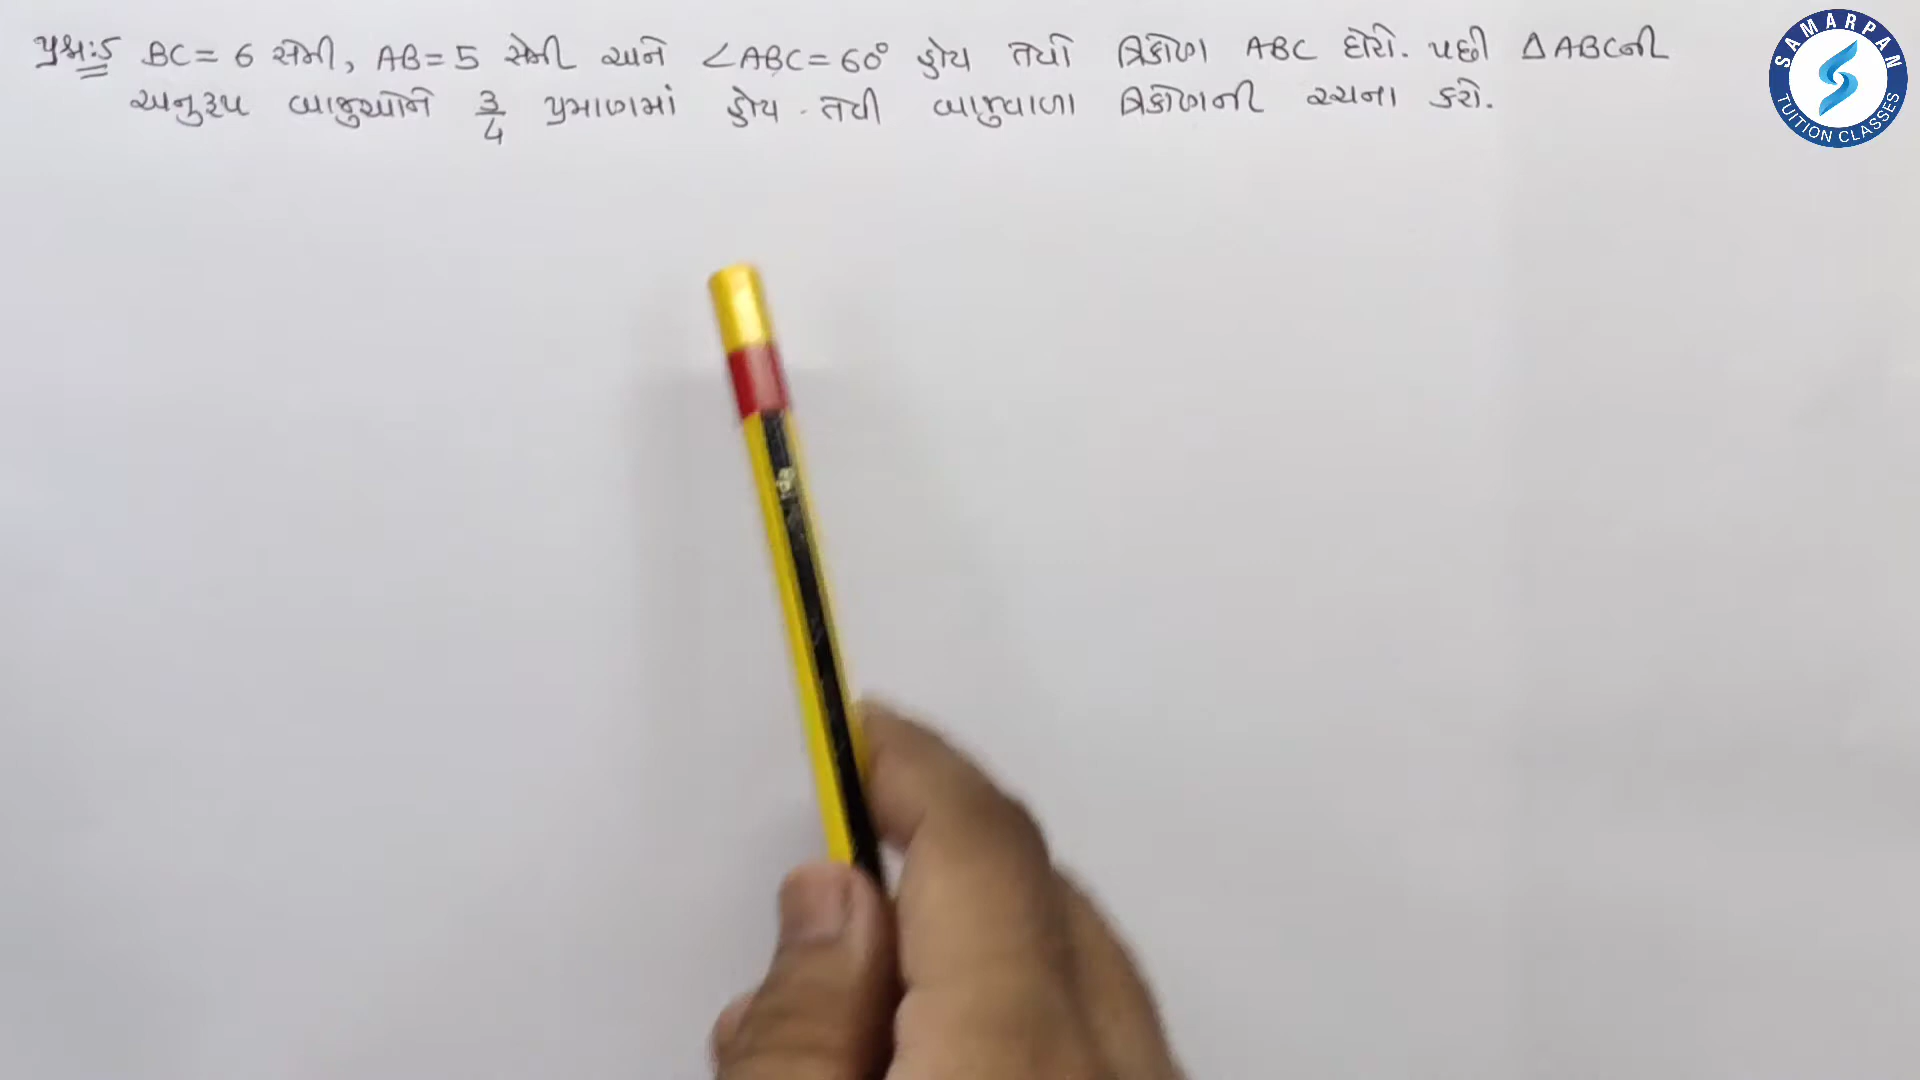 પ્રશ્ન:5 BC = 6 સેમી, AB = 5 સેમી અને ∠ABC = 60° હોય તેવો ત્રિકોણ ABC દોરો. પછી △ABCની
અનુરૂપ બાજુઓને 3/4 પ્રમાણમાં હોય તેવી બાજુવાળા ત્રિકોણની રચના કરો.
SAMARPAN
TUITION CLASSES